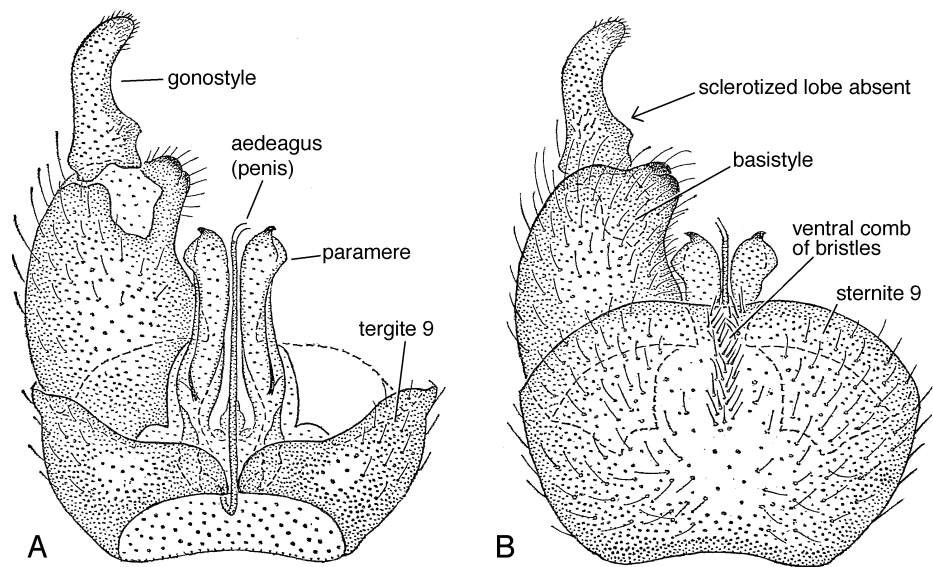 gonostyle
aedeagus
(penis)
paramere
tergite 9
A
sclerotized lobe absent
basistyle
ventral comb
of bristles
sternite 9
B